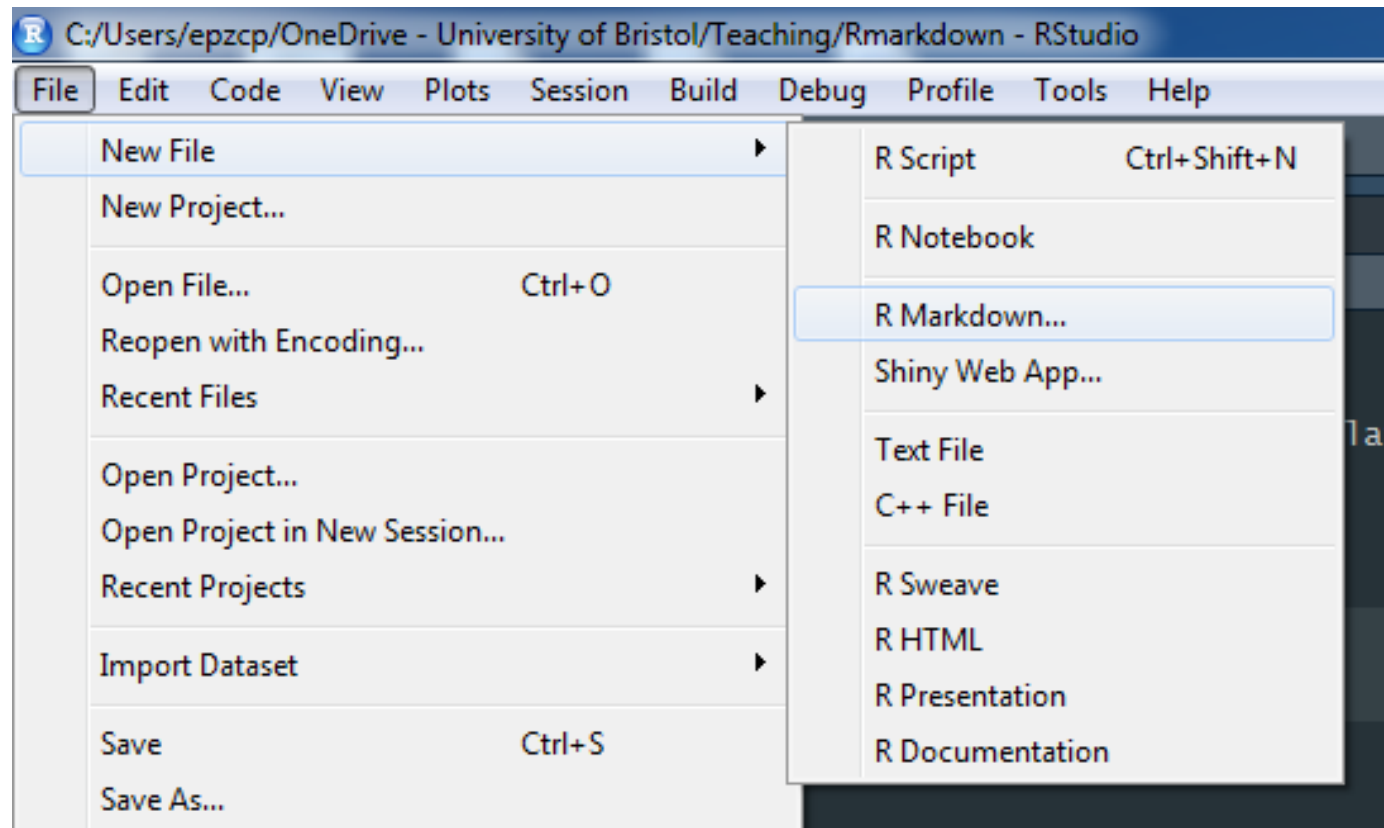 R C:/Users/epzcp/OneDrive - University of Bristol/Teaching/Rmarkdown - RStudio
File Edit Code View Plots Session Build Debug Profile Tools Help
New File
New Project...
Open File... Ctrl+O
Reopen with Encoding...
Recent Files
Open Project...
Open Project in New Session...
Recent Projects
Import Dataset
Save Ctrl+S
Save As...
R Script Ctrl+Shift+N
R Notebook
R Markdown...
Shiny Web App...
Text File
C++ File
R Sweave
R HTML
R Presentation
R Documentation
la